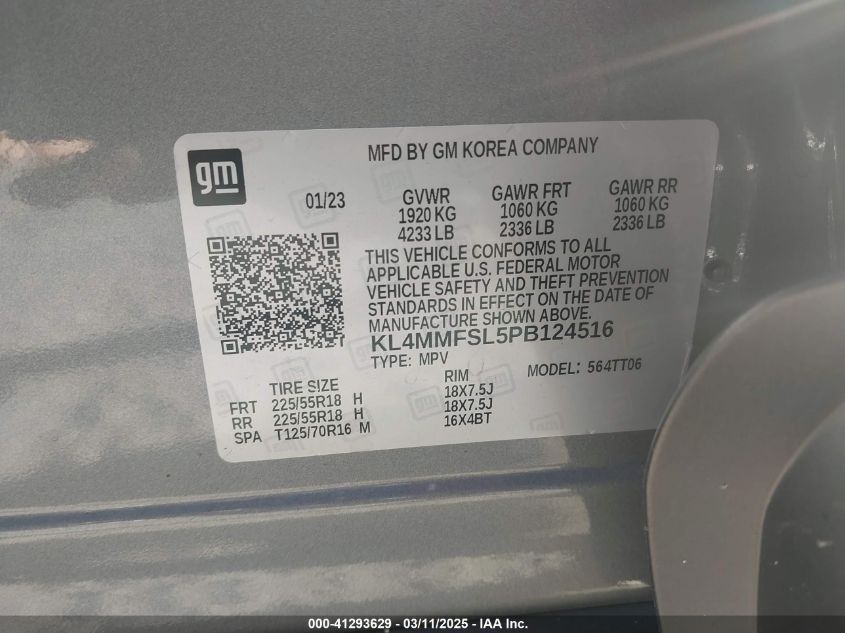 gm
MFD BY GM KOREA COMPANY
01/23
GVWR
1920 KG
4233 LB
GAWR FRT
1060 KG
2336 LB
GAWR RR
1060 KG
2336 LB
THIS VEHICLE CONFORMS TO ALL
APPLICABLE U.S. FEDERAL MOTOR
VEHICLE SAFETY AND THEFT PREVENTION
STANDARDS IN EFFECT ON THE DATE OF
MANUFACTURE SHOWN ABOVE.
KL4MMFSL5PB124516
TYPE: MPV
MODEL: 564TT06
TIRE SIZE
RIM
FRT 225/55R18 H 18X7.5J
RR 225/55R18 H 18X7.5J
SPA T125/70R16 M 16X4BT
000-41293629 - 03/11/2025 - IAA Inc.